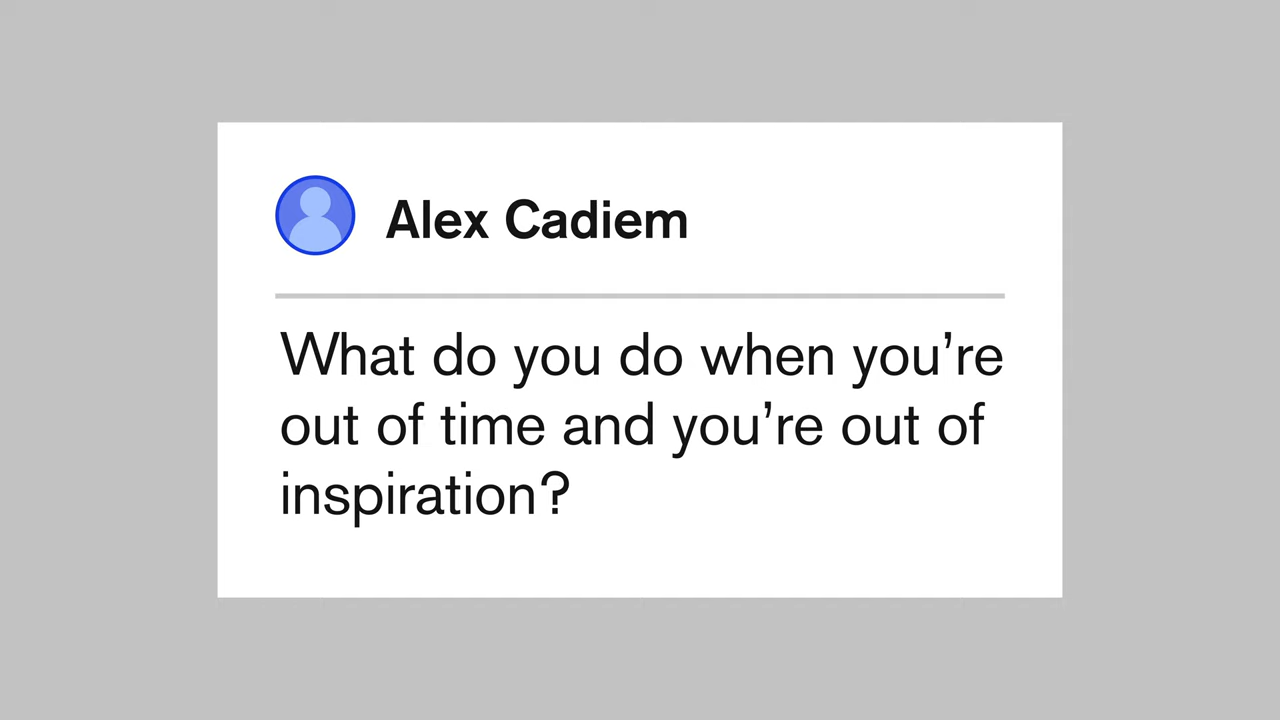 Alex Cadiem
What do you do when you’re
out of time and you’re out of
inspiration?